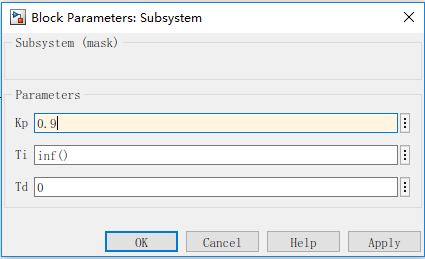 Block Parameters: Subsystem
Subsystem (mask)
Parameters
Kp 0.9
Ti inf()
Td 0
OK Cancel Help Apply